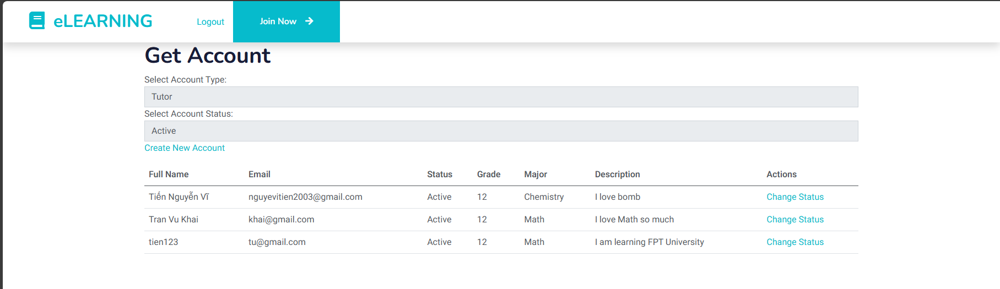 eLEARNING Logout Join Now
Get Account
Select Account Type:
Tutor
Select Account Status:
Active
Create New Account
Full Name Email Status Grade Major Description Actions
Tiến Nguyễn Vĩ nguyevitien2003@gmail.com Active 12 Chemistry I love bomb Change Status
Tran Vu Khai khai@gmail.com Active 12 Math I love Math so much Change Status
tien123 tu@gmail.com Active 12 Math I am learning FPT University Change Status